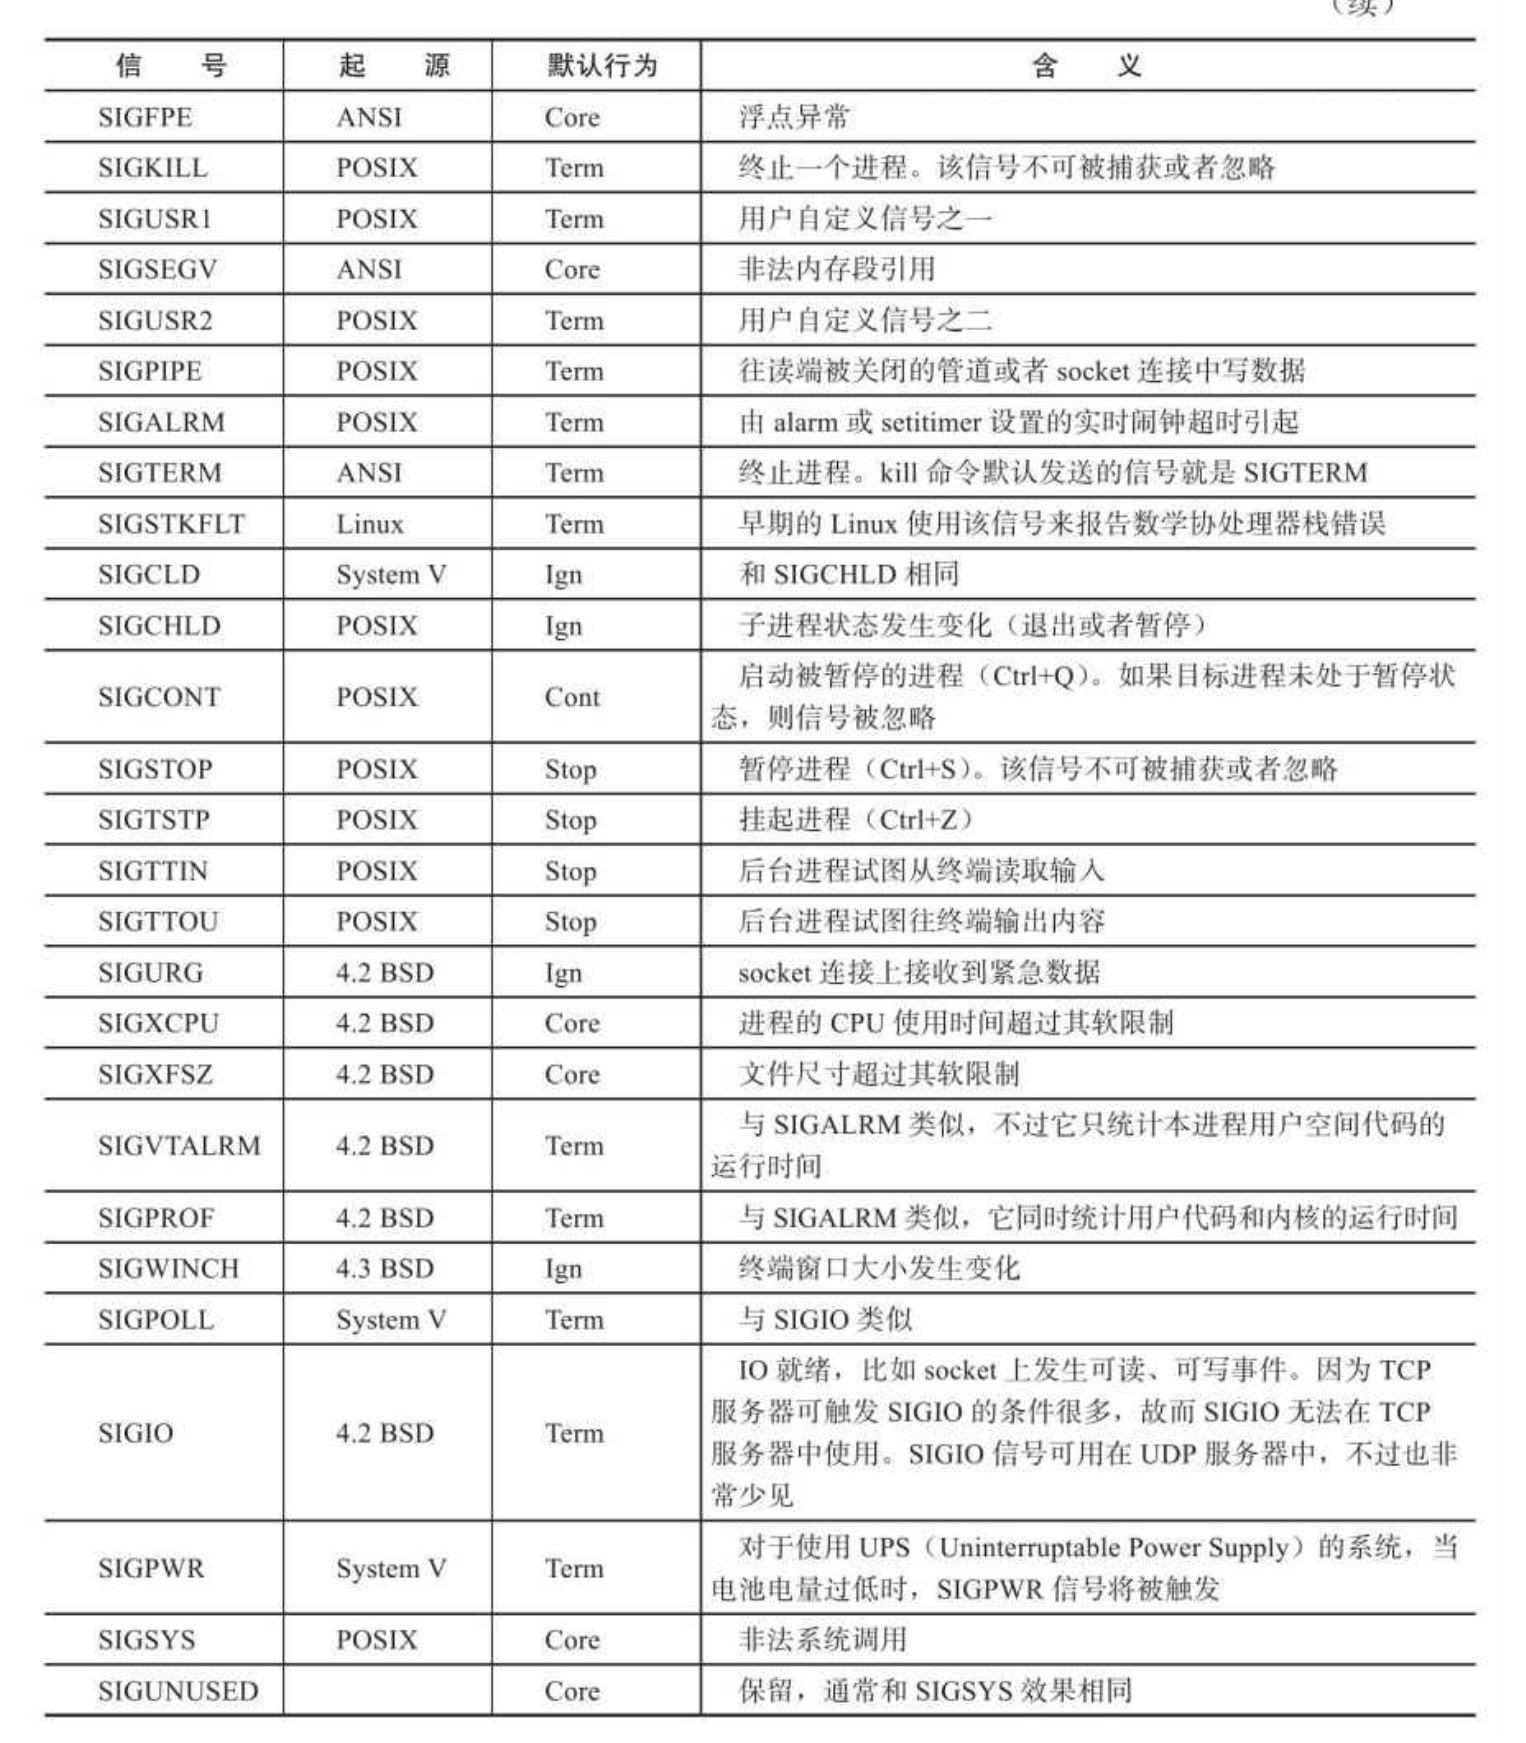 （续）
信 号 起 源 默认行为 含 义
SIGFPE ANSI Core 浮点异常
SIGKILL POSIX Term 终止一个进程。该信号不可被捕获或者忽略
SIGUSR1 POSIX Term 用户自定义信号之一
SIGSEGV ANSI Core 非法内存段引用
SIGUSR2 POSIX Term 用户自定义信号之二
SIGPIPE POSIX Term 往读端被关闭的管道或者 socket 连接中写数据
SIGALRM POSIX Term 由 alarm 或 setitimer 设置的实时闹钟超时引起
SIGTERM ANSI Term 终止进程。kill 命令默认发送的信号就是 SIGTERM
SIGSTKFLT Linux Term 早期的 Linux 使用该信号来报告数学协处理器栈错误
SIGCLD System V Ign 和 SIGCHLD 相同
SIGCHLD POSIX Ign 子进程状态发生变化（退出或者暂停）
SIGCONT POSIX Cont 启动被暂停的进程（Ctrl+Q）。如果目标进程未处于暂停状
态，则信号被忽略
SIGSTOP POSIX Stop 暂停进程（Ctrl+S）。该信号不可被捕获或者忽略
SIGTSTP POSIX Stop 挂起进程（Ctrl+Z）
SIGTTIN POSIX Stop 后台进程试图从终端读取输入
SIGTTOU POSIX Stop 后台进程试图往终端输出内容
SIGURG 4.2 BSD Ign socket 连接上接收到紧急数据
SIGXCPU 4.2 BSD Core 进程的 CPU 使用时间超过其软限制
SIGXFSZ 4.2 BSD Core 文件尺寸超过其软限制
SIGVTALRM 4.2 BSD Term 与 SIGALRM 类似，不过它只统计本进程用户空间代码的
运行时间
SIGPROF 4.2 BSD Term 与 SIGALRM 类似，它同时统计用户代码和内核的运行时间
SIGWINCH 4.3 BSD Ign 终端窗口大小发生变化
SIGPOLL System V Term 与 SIGIO 类似
SIGIO 4.2 BSD Term IO 就绪，比如 socket 上发生可读、可写事件。因为 TCP
服务器可触发 SIGIO 的条件很多，故而 SIGIO 无法在 TCP
服务器中使用。SIGIO 信号可用在 UDP 服务器中，不过也非
常少见
SIGPWR System V Term 对于使用 UPS（Uninterruptable Power Supply）的系统，当
电池电量过低时，SIGPWR 信号将被触发
SIGSYS POSIX Core 非法系统调用
SIGUNUSED Core 保留，通常和 SIGSYS 效果相同